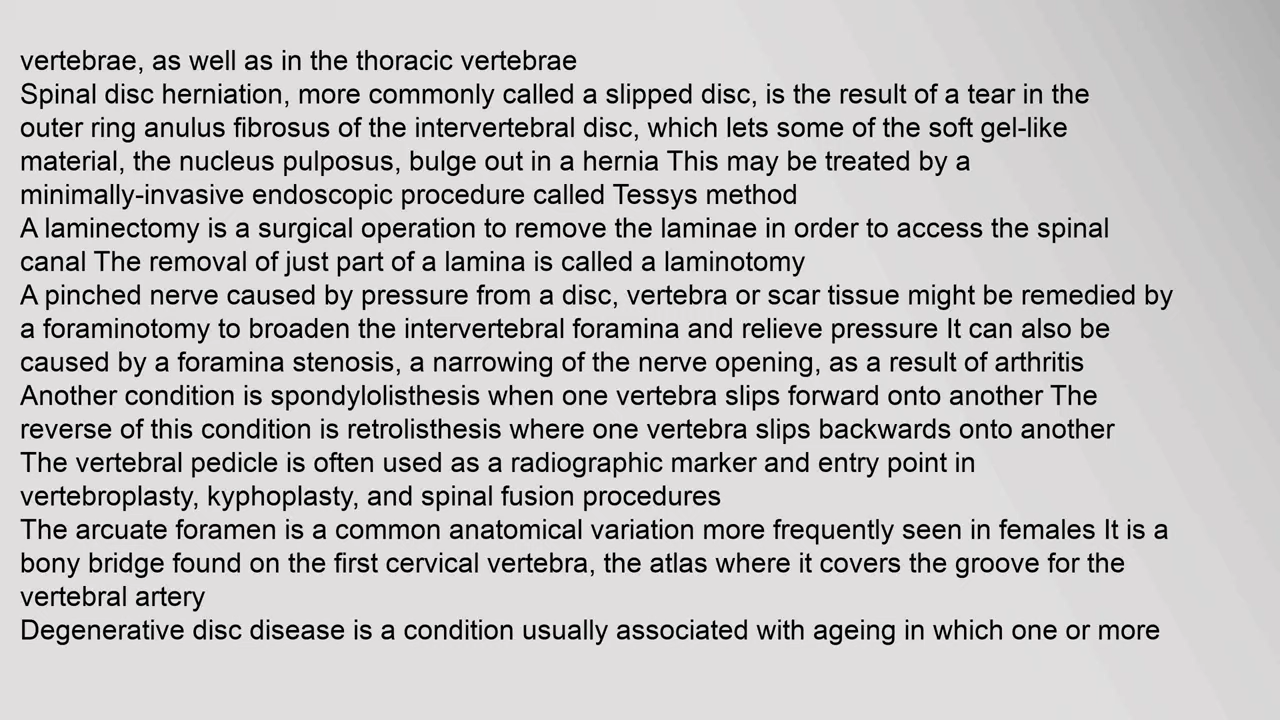 vertebrae, as well as in the thoracic vertebrae
Spinal disc herniation, more commonly called a slipped disc, is the result of a tear in the
outer ring anulus fibrosus of the intervertebral disc, which lets some of the soft gel-like
material, the nucleus pulposus, bulge out in a hernia This may be treated by a
minimally-invasive endoscopic procedure called Tessys method
A laminectomy is a surgical operation to remove the laminae in order to access the spinal
canal The removal of just part of a lamina is called a laminotomy
A pinched nerve caused by pressure from a disc, vertebra or scar tissue might be remedied by
a foraminotomy to broaden the intervertebral foramina and relieve pressure It can also be
caused by a foramina stenosis, a narrowing of the nerve opening, as a result of arthritis
Another condition is spondylolisthesis when one vertebra slips forward onto another The
reverse of this condition is retrolisthesis where one vertebra slips backwards onto another
The vertebral pedicle is often used as a radiographic marker and entry point in
vertebroplasty, kyphoplasty, and spinal fusion procedures
The arcuate foramen is a common anatomical variation more frequently seen in females It is a
bony bridge found on the first cervical vertebra, the atlas where it covers the groove for the
vertebral artery
Degenerative disc disease is a condition usually associated with ageing in which one or more